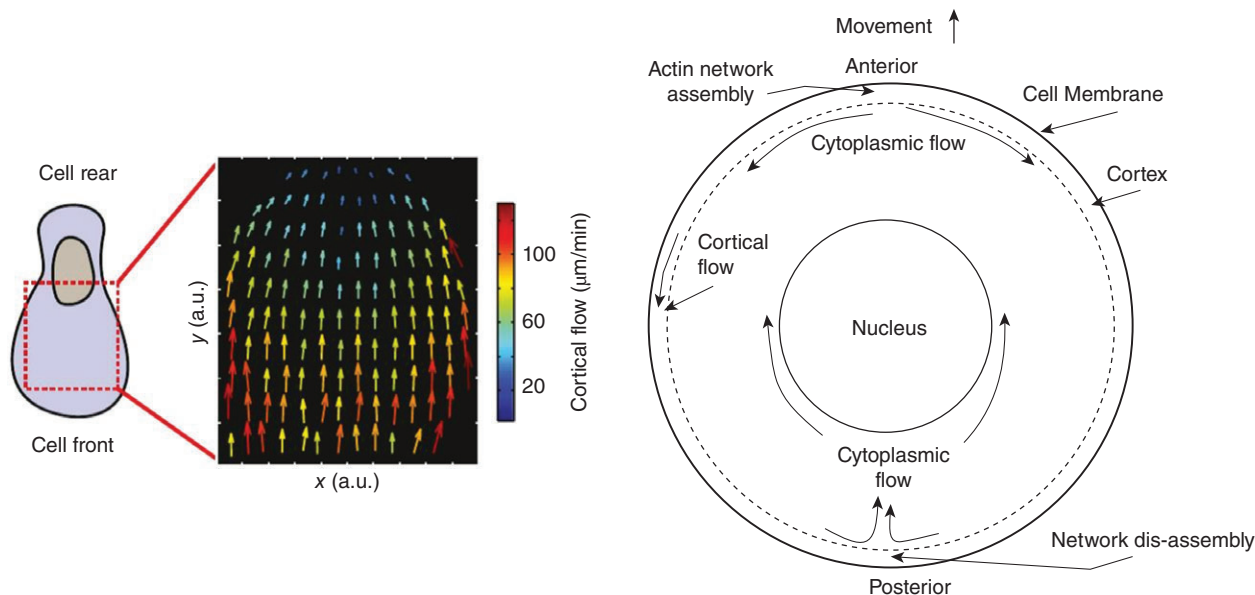 Cell rear
Cell front
y (a.u.)
x (a.u.)
100
60
20
Cortical flow (μm/min)
Movement
Anterior
Actin network
assembly
Cell Membrane
Cytoplasmic flow
Cortex
Cortical
flow
Nucleus
Cytoplasmic
flow
Network dis-assembly
Posterior